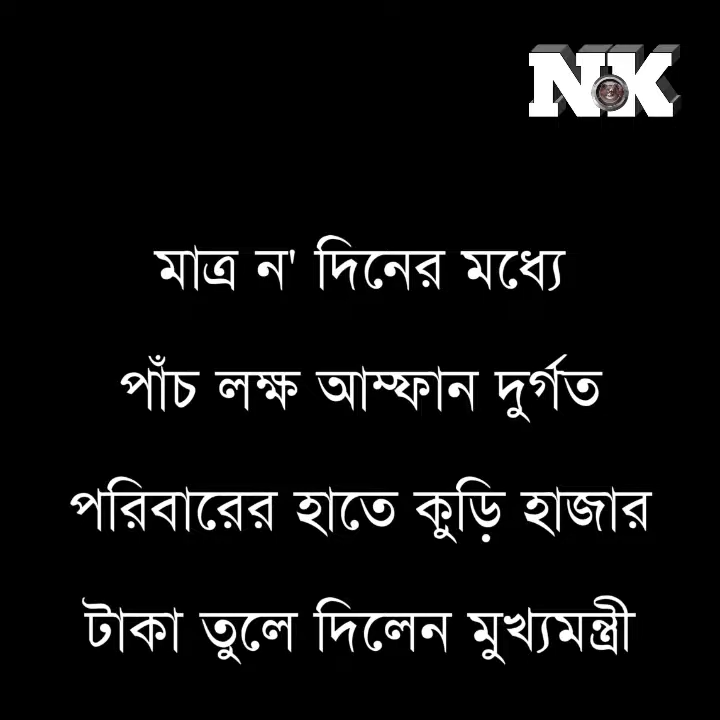 NK
মাত্র ন' দিনের মধ্যে
পাঁচ লক্ষ আম্ফান দুর্গত
পরিবারের হাতে কুড়ি হাজার
টাকা তুলে দিলেন মুখ্যমন্ত্রী